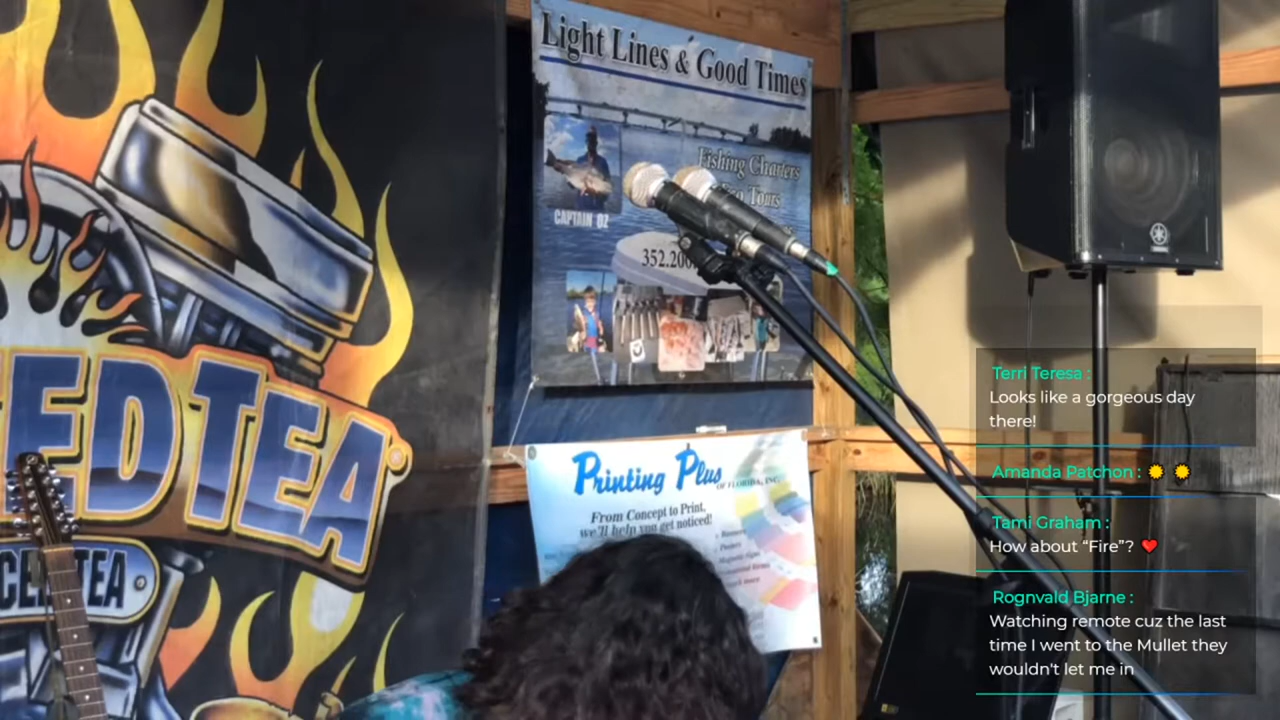 Light Lines & Good Times
Fishing Charters
Tours
CAPTAIN OZ
352.200
ED TEA
CED TEA
Printing Plus
OF FLORIDA, INC.
From Concept to Print,
we'll help you get noticed!
Terri Teresa :
Looks like a gorgeous day
there!
Amanda Patchon :
Tami Graham :
How about “Fire”?
Rognvald Bjarne :
Watching remote cuz the last
time I went to the Mullet they
wouldn't let me in